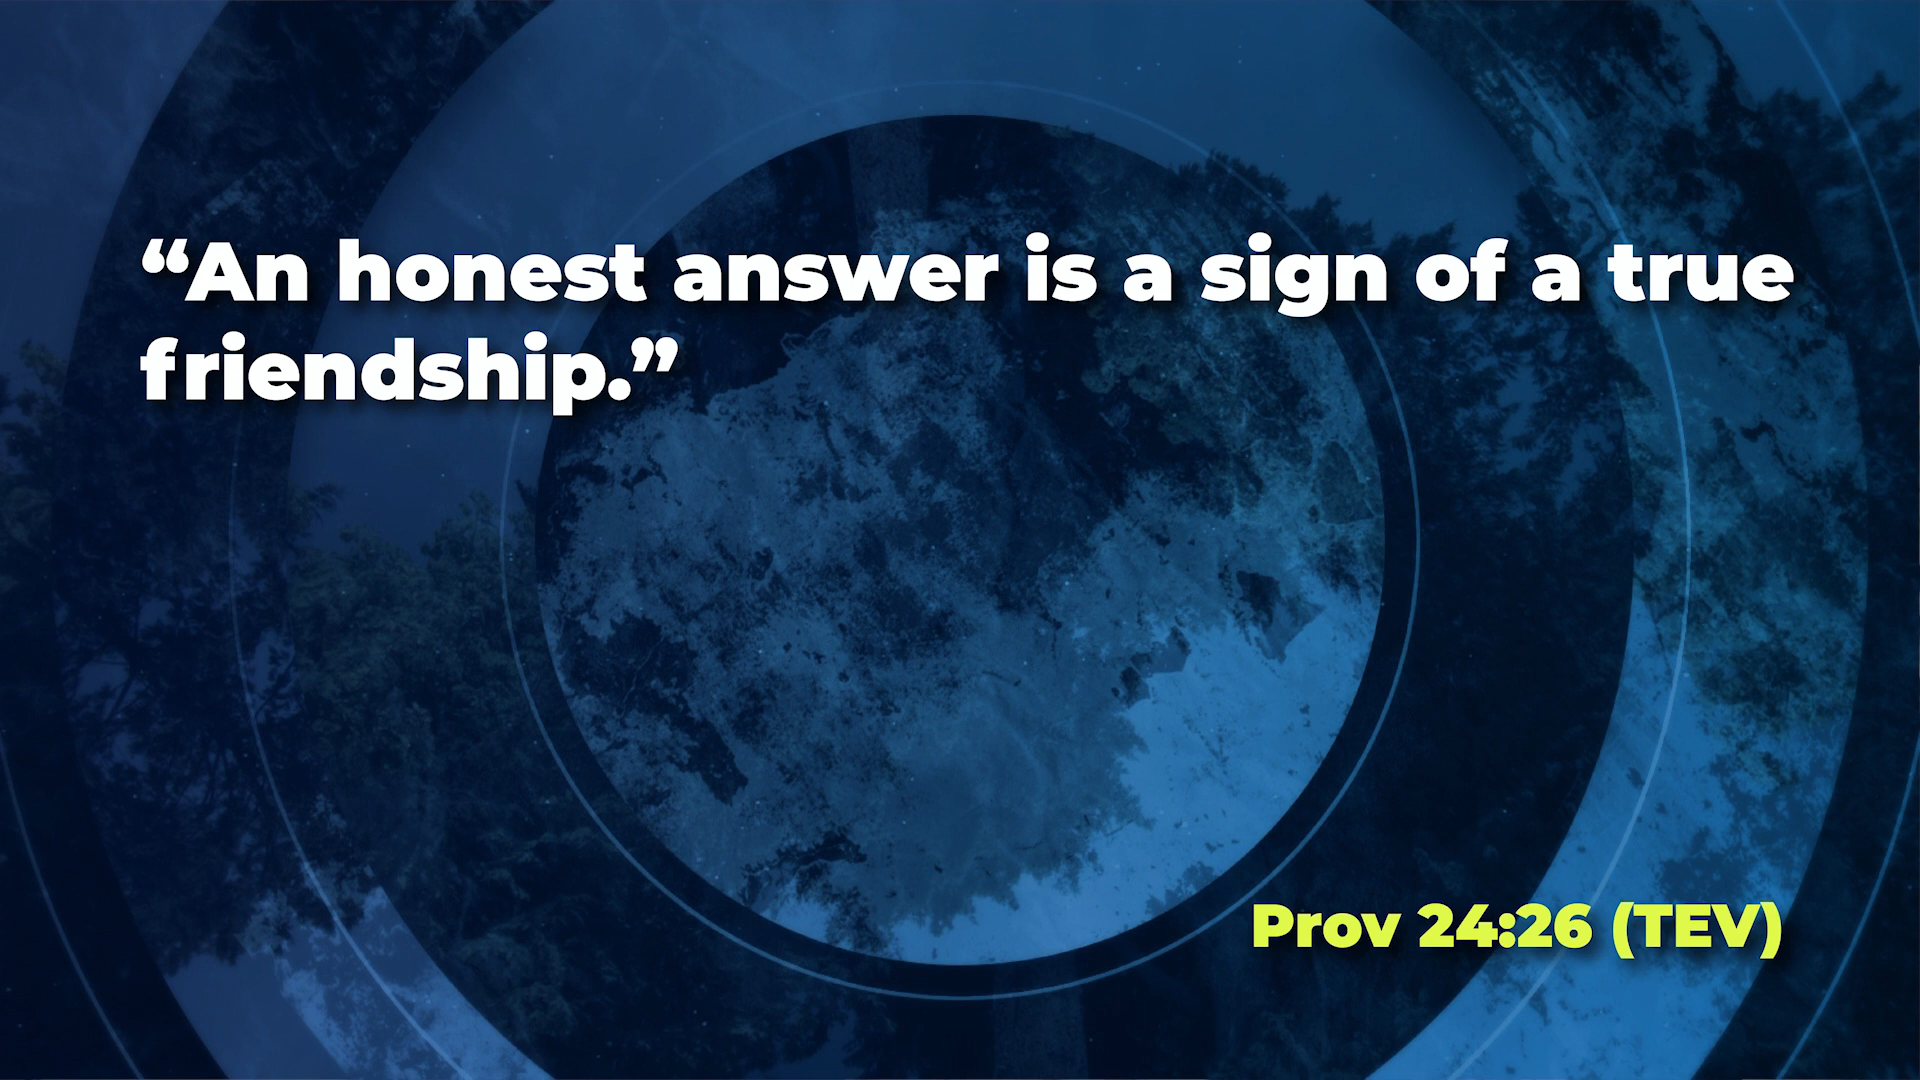 “An honest answer is a sign of a true
friendship.”
Prov 24:26 (TEV)